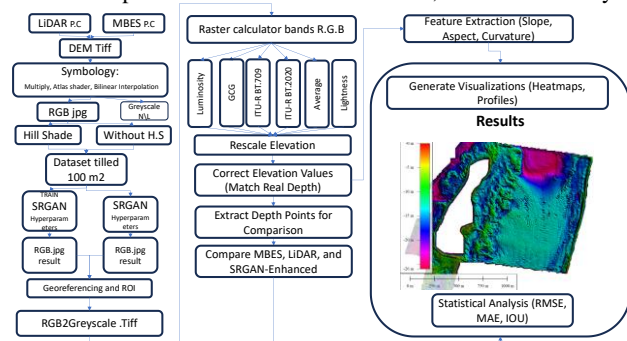 LiDAR P.C
MBES P.C
DEM Tiff
Symbology:
Multiply, Atlas shader, Bilinear Interpolation
RGB jpg
Greyscale
N\L
Hill Shade
Without H.S
Dataset tilled
100 m2
TRAIN
SRGAN
Hyperparam
eters
SRGAN
Hyperparam
eters
RGB.jpg
result
RGB.jpg
result
Georeferencing and ROI
RGB2Greyscale .Tiff
Raster calculator bands R.G.B
Luminosity
GCG
ITU-R BT.709
ITU-R BT.2020
Average
Lightness
Rescale Elevation
Correct Elevation Values
(Match Real Depth)
Extract Depth Points for
Comparison
Compare MBES, LiDAR, and
SRGAN-Enhanced
Feature Extraction (Slope,
Aspect, Curvature)
Generate Visualizations (Heatmaps,
Profiles)
Results
Statistical Analysis (RMSE,
MAE, IOU)